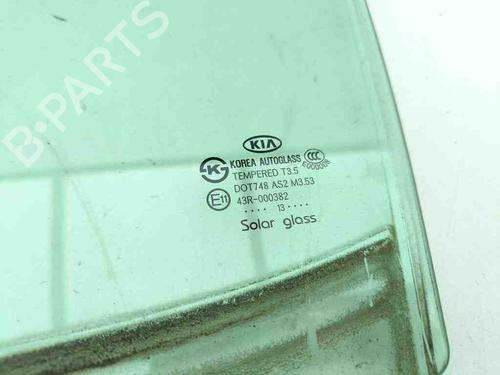 KIA
KOREA AUTOGLASS
TEMPERED T3.5
DOT748 AS2 M3.53
E11 43R-000382
.... 13 ....
Solar glass
B-PARTS